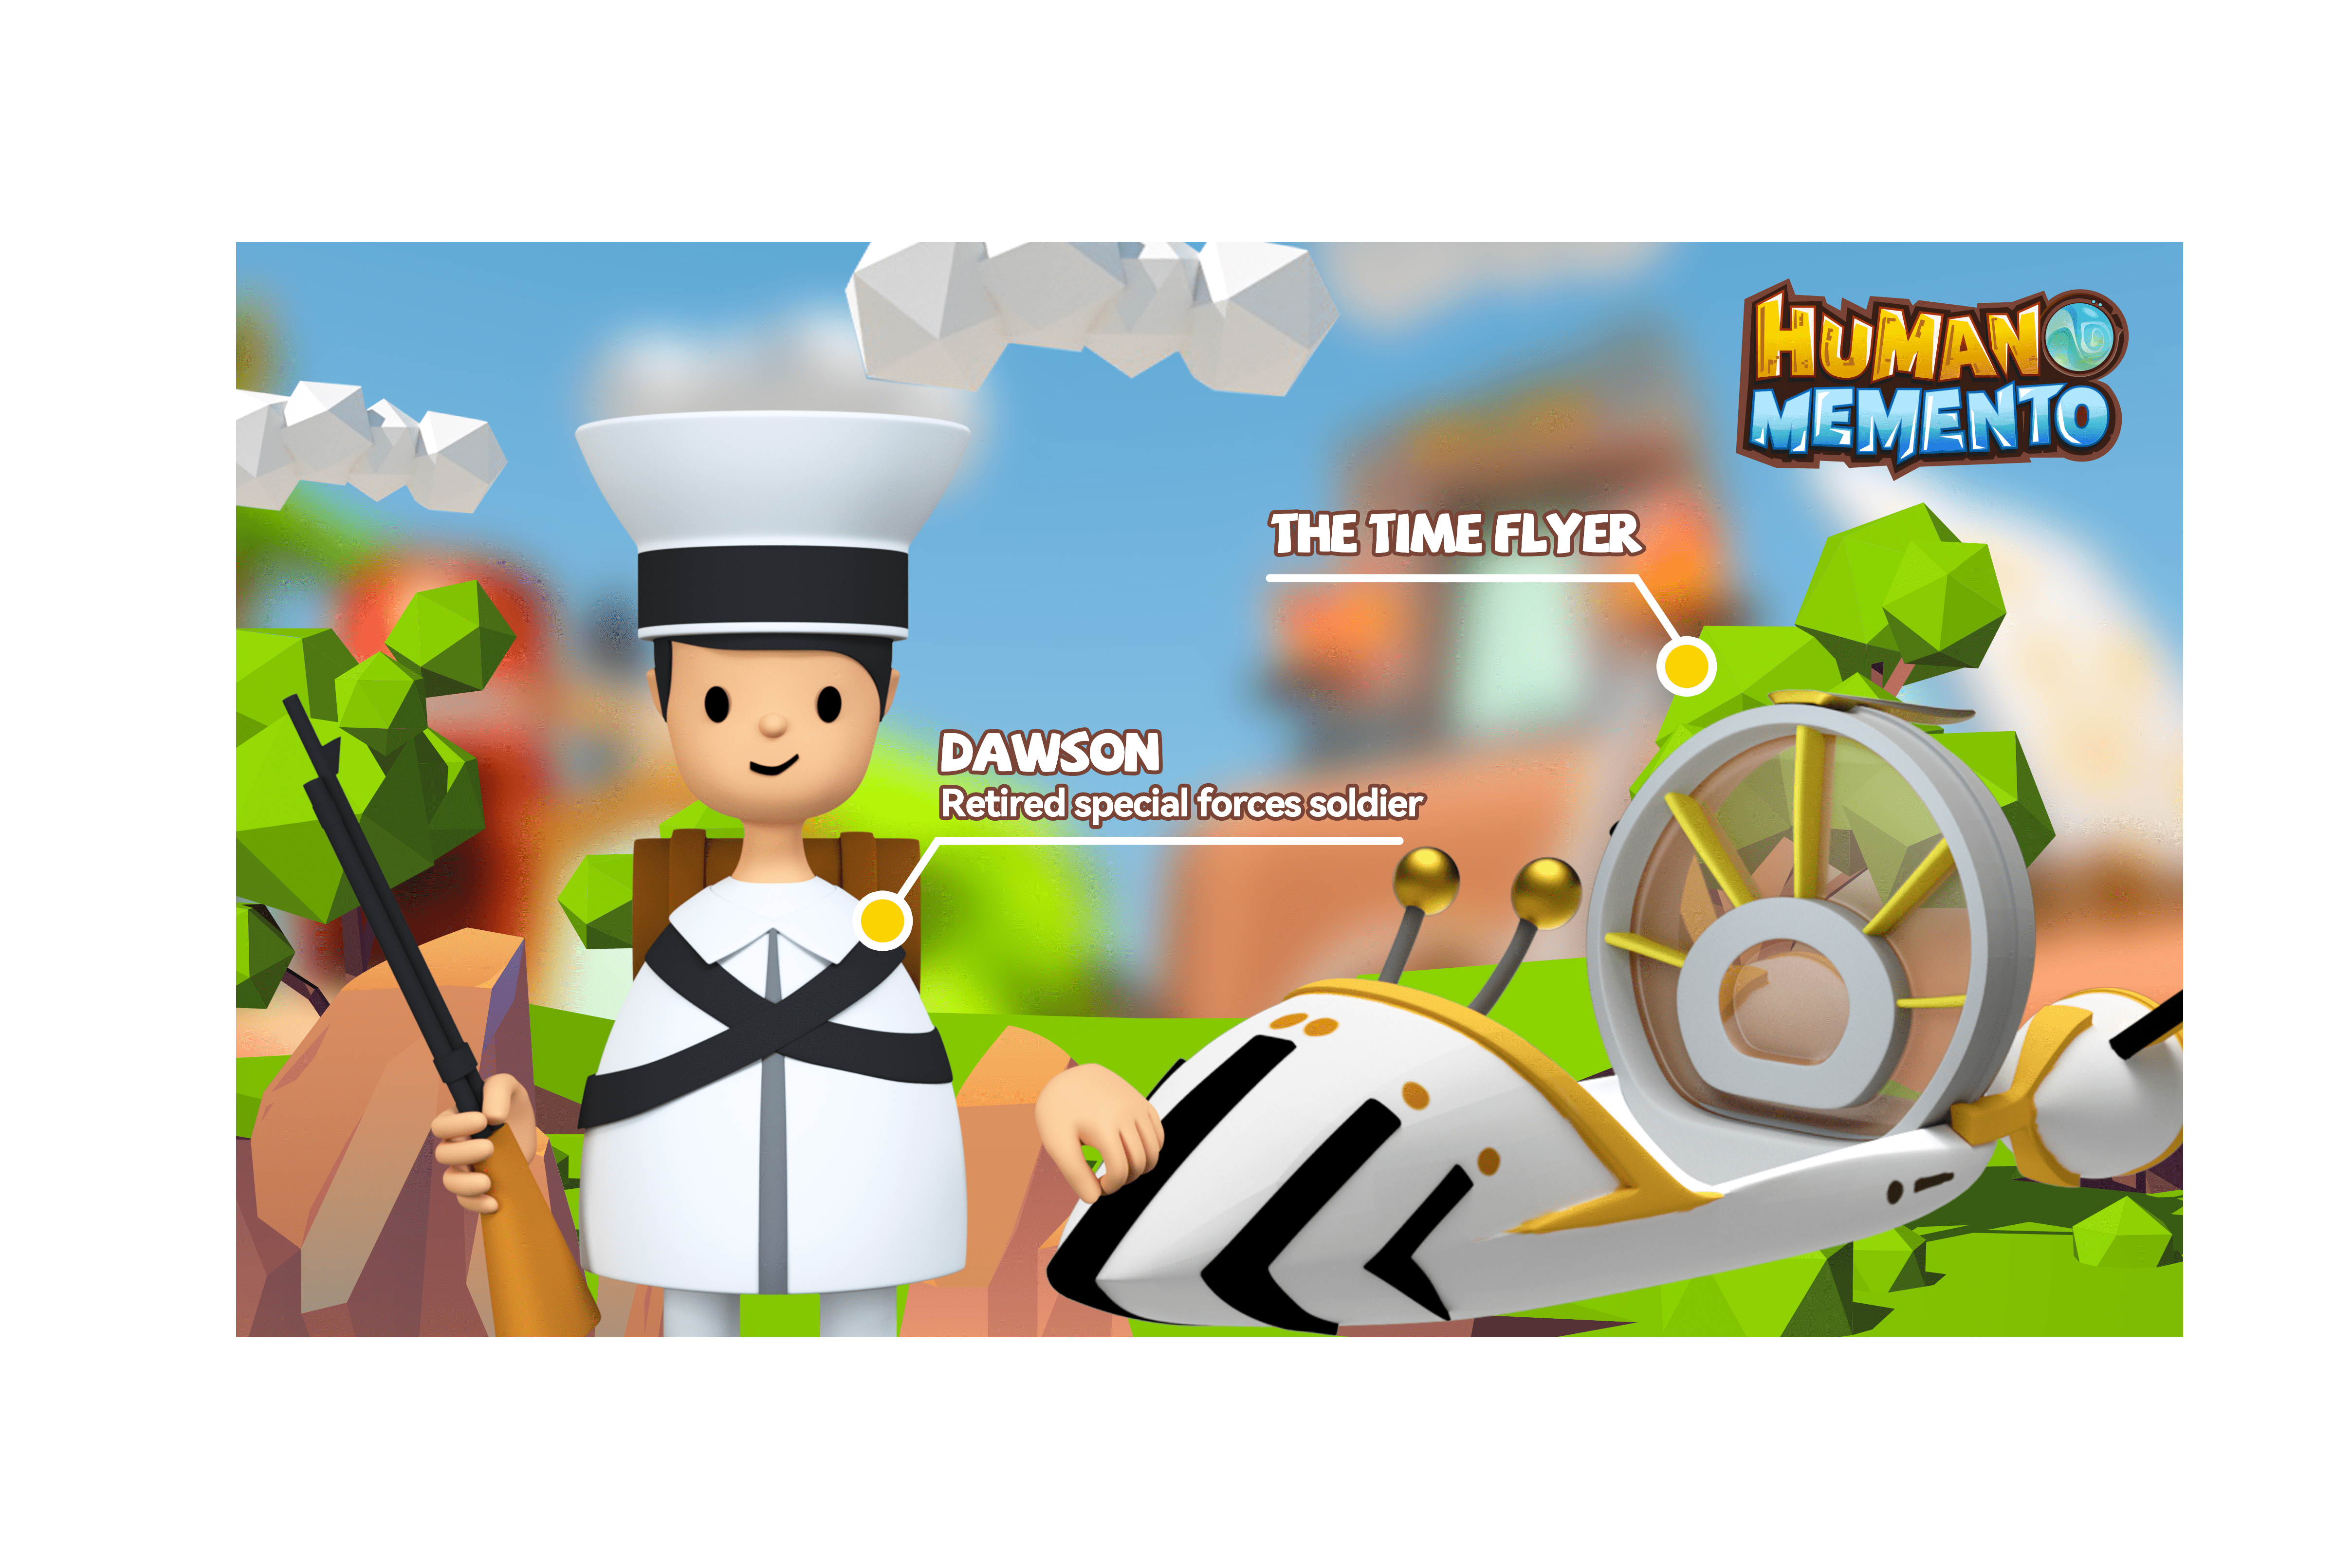 HUMAN
MEMENTO
THE TIME FLYER
DAWSON
Retired special forces soldier